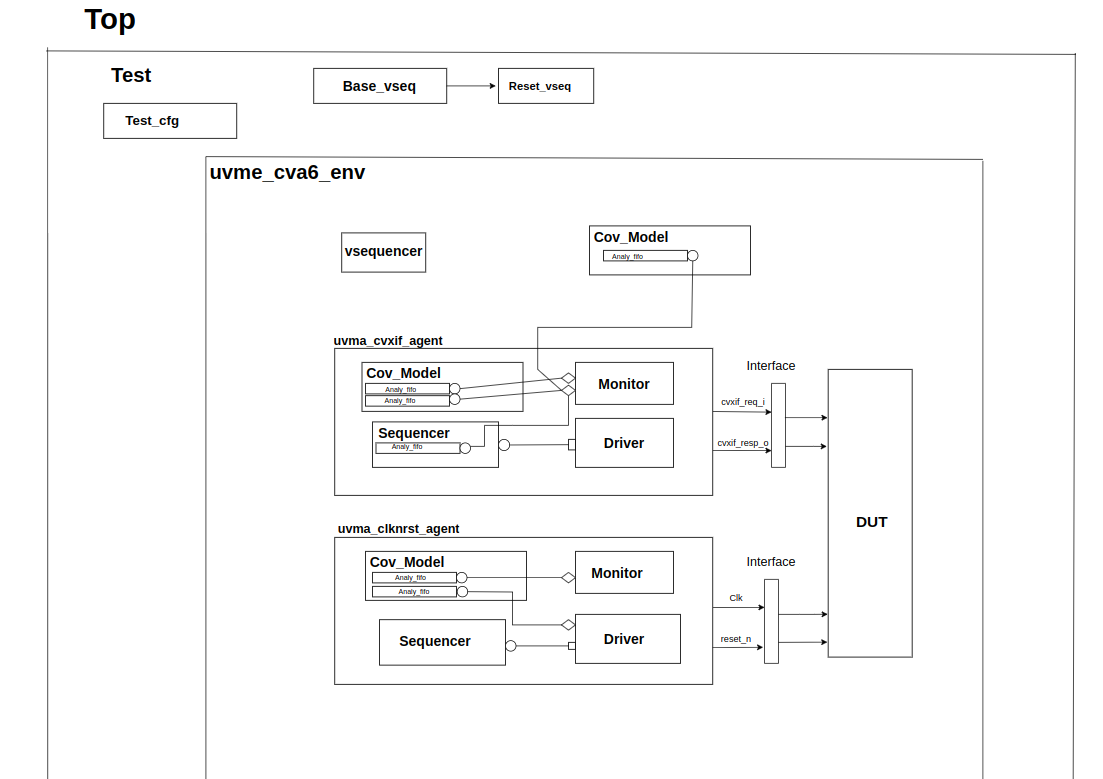 Top
Test
Base_vseq
Reset_vseq
Test_cfg
uvme_cva6_env
vsequencer
Cov_Model
Analy_fifo
uvma_cvxif_agent
Cov_Model
Analy_fifo
Analy_fifo
Monitor
Sequencer
Analy_fifo
Driver
Interface
cvxif_req_i
cvxif_resp_o
DUT
uvma_clknrst_agent
Cov_Model
Analy_fifo
Analy_fifo
Monitor
Sequencer
Driver
Interface
Clk
reset_n